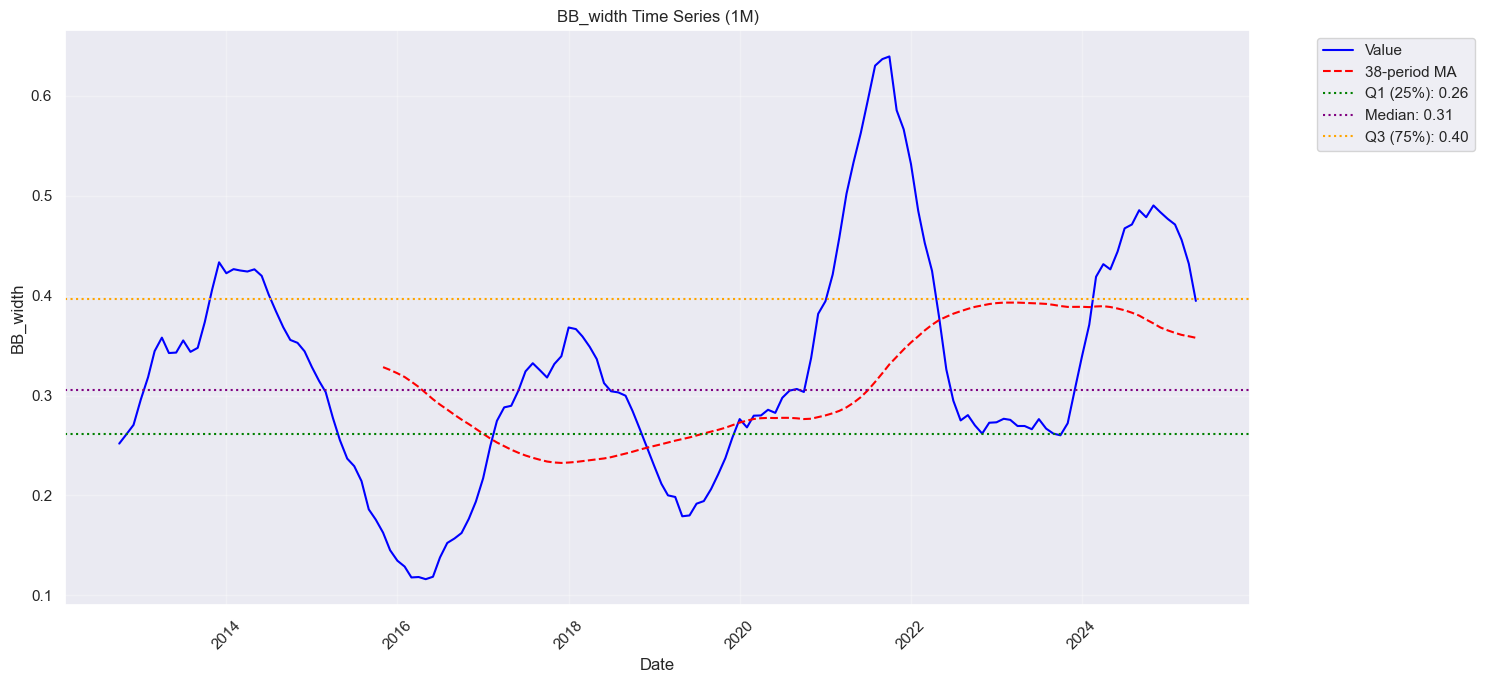 BB_width Time Series (1M)
Value
38-period MA
Q1 (25%): 0.26
Median: 0.31
Q3 (75%): 0.40
BB_width
0.6
0.5
0.4
0.3
0.2
0.1
2014
2016
2018
2020
2022
2024
Date